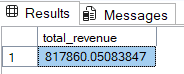 Results Messages
total_revenue
1 817860.05083847